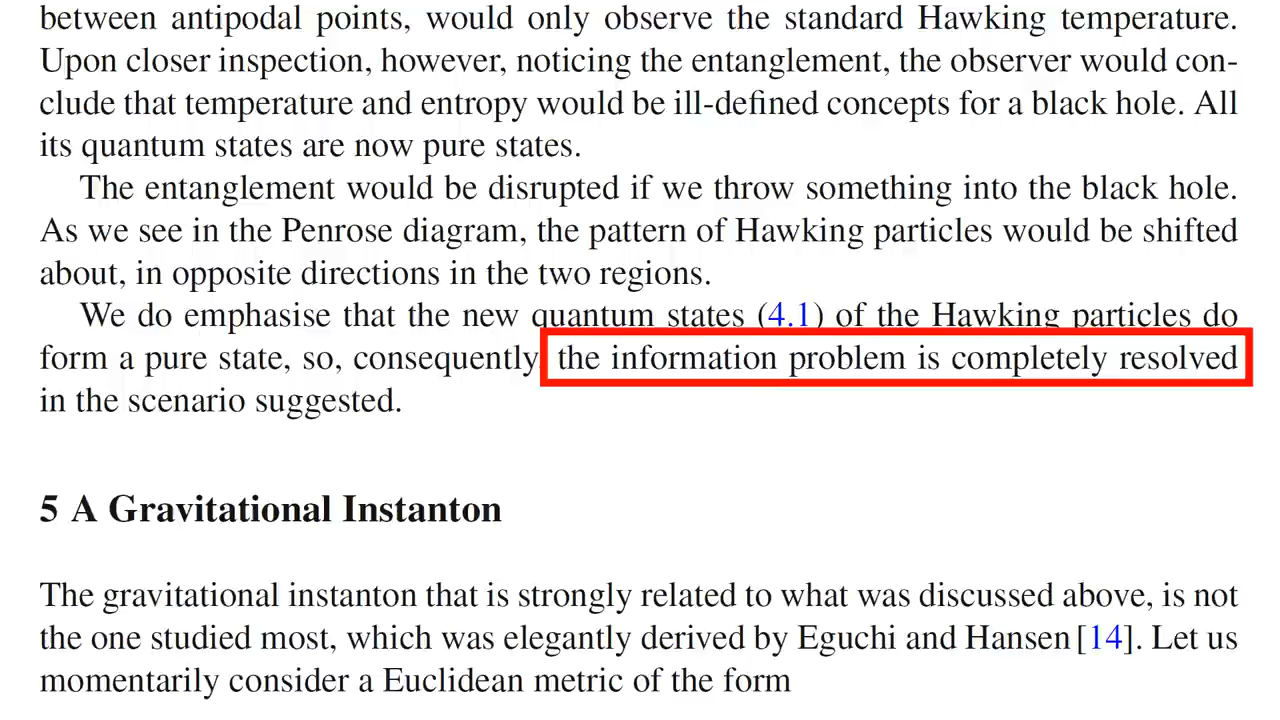 between antipodal points, would only observe the standard Hawking temperature.
Upon closer inspection, however, noticing the entanglement, the observer would con-
clude that temperature and entropy would be ill-defined concepts for a black hole. All
its quantum states are now pure states.
The entanglement would be disrupted if we throw something into the black hole.
As we see in the Penrose diagram, the pattern of Hawking particles would be shifted
about, in opposite directions in the two regions.
We do emphasise that the new quantum states (4.1) of the Hawking particles do
form a pure state, so, consequently the information problem is completely resolved
in the scenario suggested.
5 A Gravitational Instanton
The gravitational instanton that is strongly related to what was discussed above, is not
the one studied most, which was elegantly derived by Eguchi and Hansen [14]. Let us
momentarily consider a Euclidean metric of the form